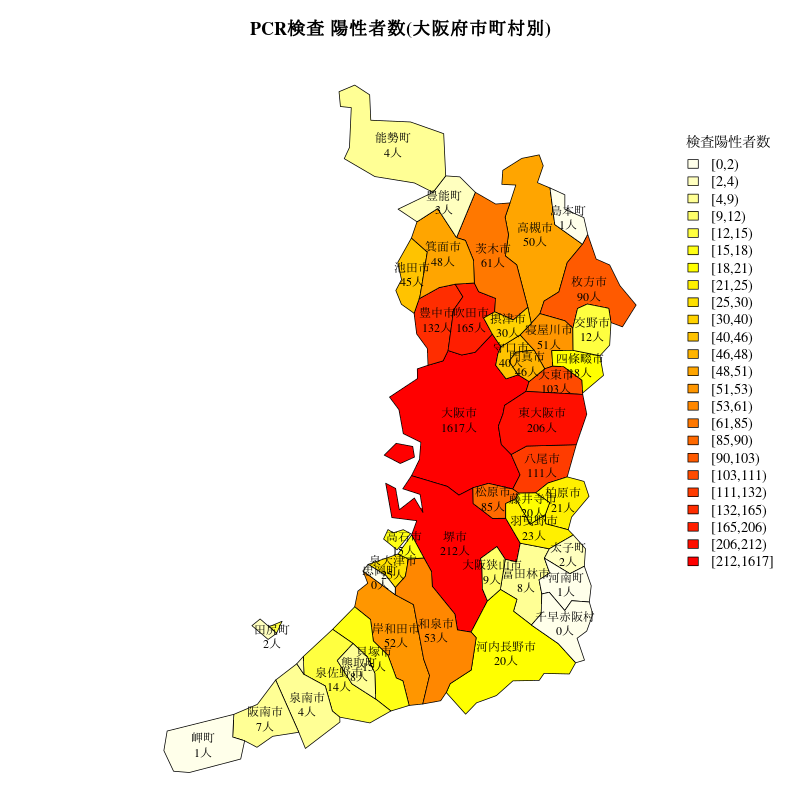 PCR検査 陽性者数(大阪府市町村別)
検査陽性者数
[0,2)
[2,4)
[4,9)
[9,12)
[12,15)
[15,18)
[18,21)
[21,25)
[25,30)
[30,40)
[40,46)
[46,48)
[48,51)
[51,53)
[53,61)
[61,85)
[85,90)
[90,103)
[103,111)
[111,132)
[132,165)
[165,206)
[206,212)
[212,1617]
能勢町
4人
豊能町
3人
島本町
1人
高槻市
50人
茨木市
61人
箕面市
48人
池田市
45人
枚方市
90人
豊中市
132人
吹田市
165人
摂津市
30人
交野市
12人
寝屋川市
51人
守口市
40人
門真市
46人
四條畷市
18人
大東市
103人
大阪市
1617人
東大阪市
206人
八尾市
111人
松原市
85人
藤井寺市
20人
柏原市
21人
羽曳野市
23人
高石市
15人
堺市
212人
太子町
2人
泉大津市
忠岡町
0人
大阪狭山市
9人
富田林市
8人
河南町
1人
千早赤阪村
0人
田尻町
2人
岸和田市
52人
和泉市
53人
河内長野市
20人
貝塚市
15人
熊取町
8人
泉佐野市
14人
泉南市
4人
阪南市
7人
岬町
1人